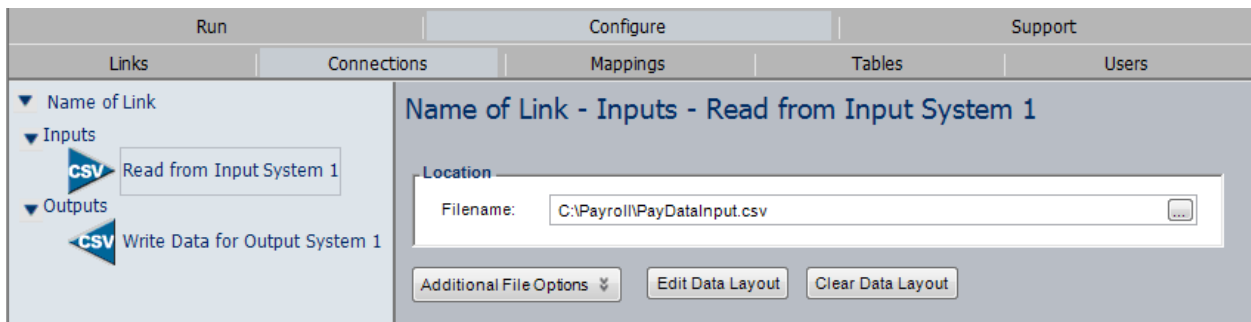 Run Configure Support
Links Connections Mappings Tables Users
Name of Link
Inputs
CSV Read from Input System 1
Outputs
CSV Write Data for Output System 1
Name of Link - Inputs - Read from Input System 1
Location
Filename: C:\Payroll\PayDataInput.csv ...
Additional File Options Edit Data Layout Clear Data Layout